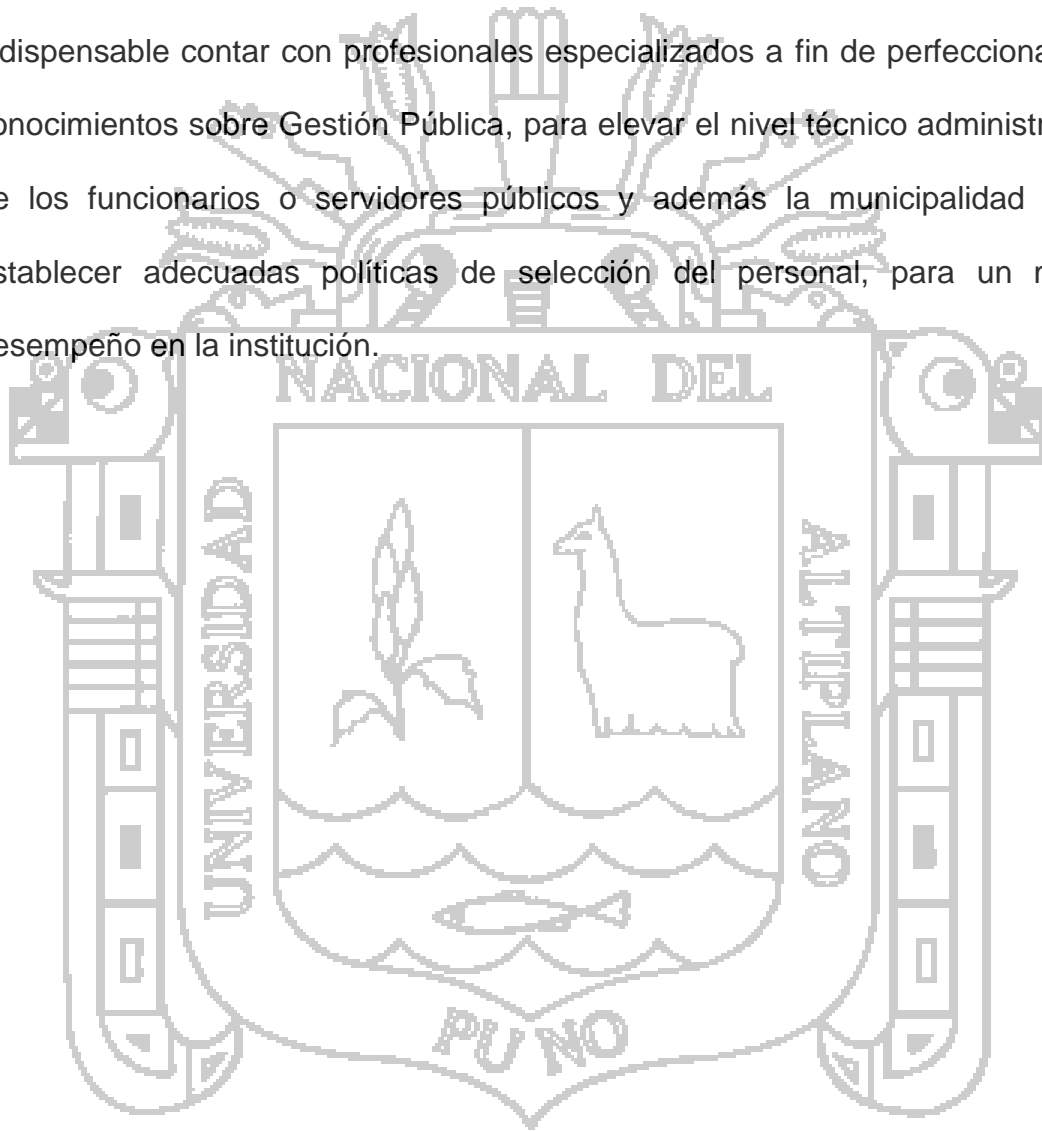 dispensable contar con profesionales especializados a fin de perfecciona
onocimientos sobre Gestión Pública, para elevar el nivel técnico administr
e los funcionarios o servidores públicos y además la municipalidad
stablecer adecuadas políticas de selección del personal, para un
esempeño en la institución.
NACIONAL DEL
UNIVERSIDAD
ALTIPLANO
PUNO